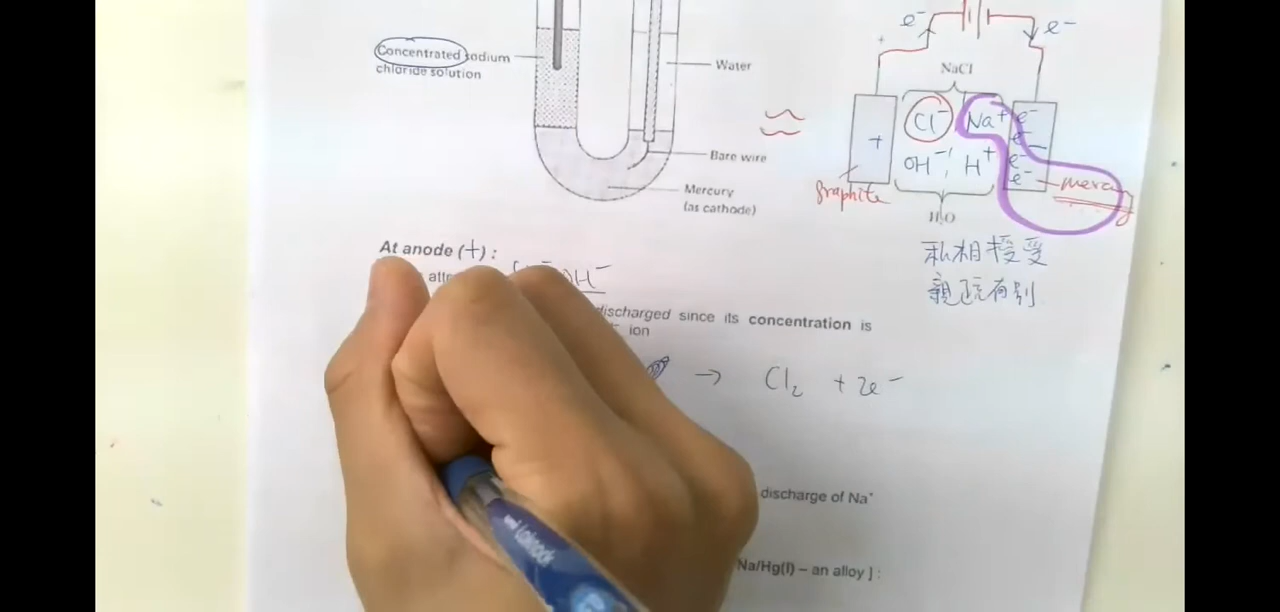 e⁻
e⁻
+
Concentrated sodium
chloride solution
Water
NaCl
Cl⁻ Na⁺ e⁻
e⁻
+
OH⁻, H⁺ e⁻
e⁻
Bare wire
Mercury
(as cathode)
graphite
H₂O
At anode (+) :
OH⁻
私相授受
親疏有別
discharged since its concentration is
ion
→ Cl₂ + 2e⁻
discharge of Na⁺
Na/Hg(l) – an alloy ] :
uni Laknock